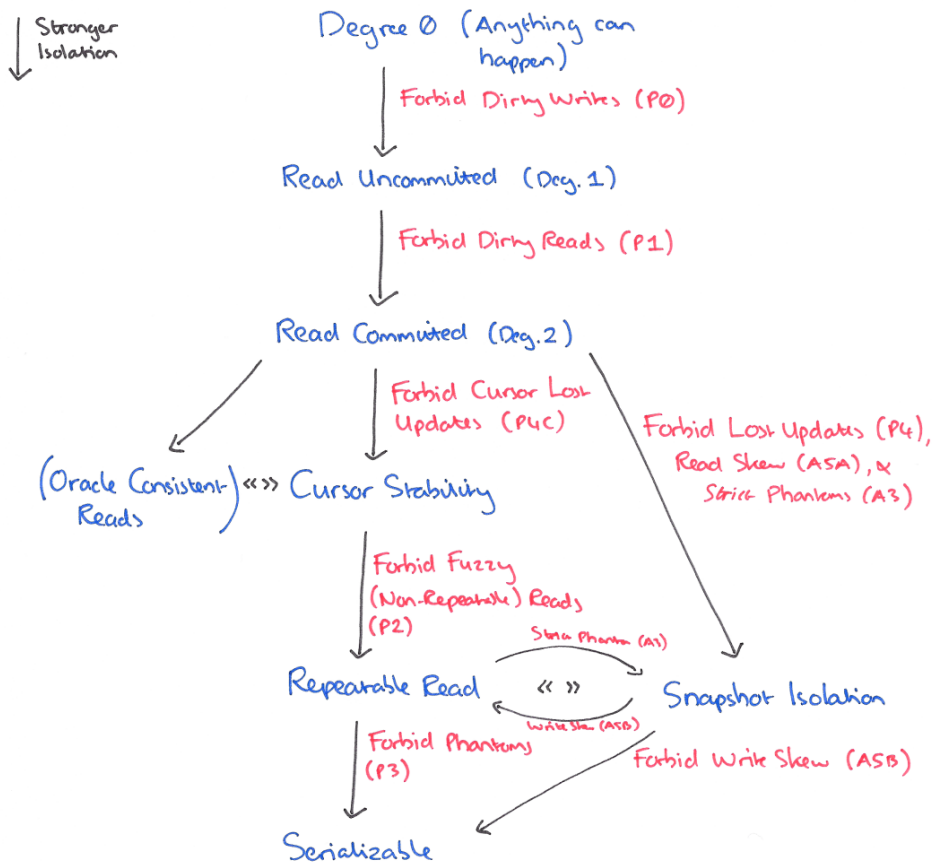 Stronger
Isolation
Degree 0 (Anything can
happen)
Forbid Dirty Writes (P0)
Read Uncommitted (Deg. 1)
Forbid Dirty Reads (P1)
Read Committed (Deg. 2)
Forbid Cursor Lost
Updates (P4C)
Forbid Lost Updates (P4),
Read Skew (A5A), &
Strict Phantoms (A3)
(Oracle Consistent
Reads) «» Cursor Stability
Forbid Fuzzy
(Non-Repeatable) Reads
(P2)
Strict Phantom (A3)
Repeatable Read « » Snapshot Isolation
Write Skew (A5B)
Forbid Phantoms
(P3)
Forbid Write Skew (A5B)
Serializable